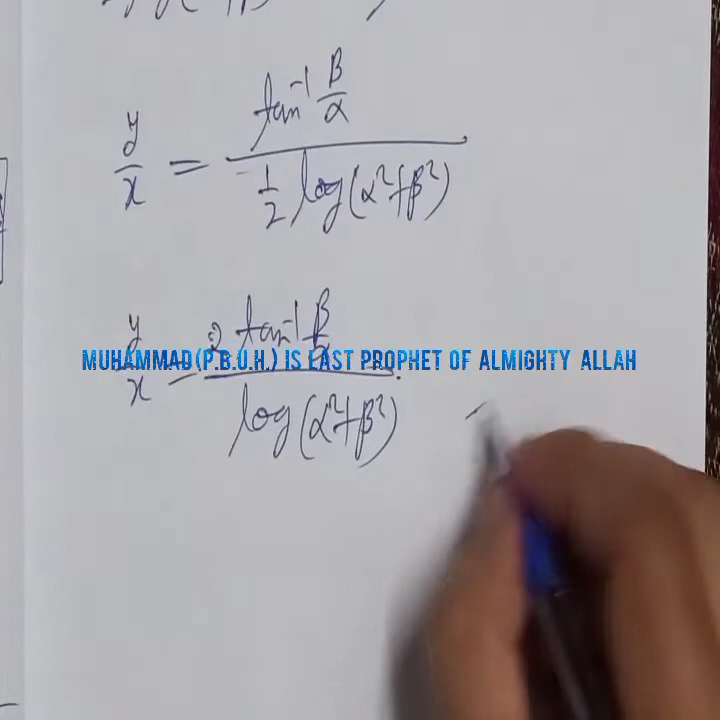 y/x = tan⁻¹ β/α / ½ log(α²+β²)
y/x = 2 tan⁻¹ β/α / log(α²+β²)
MUHAMMAD(P.B.U.H.) IS LAST PROPHET OF ALMIGHTY ALLAH